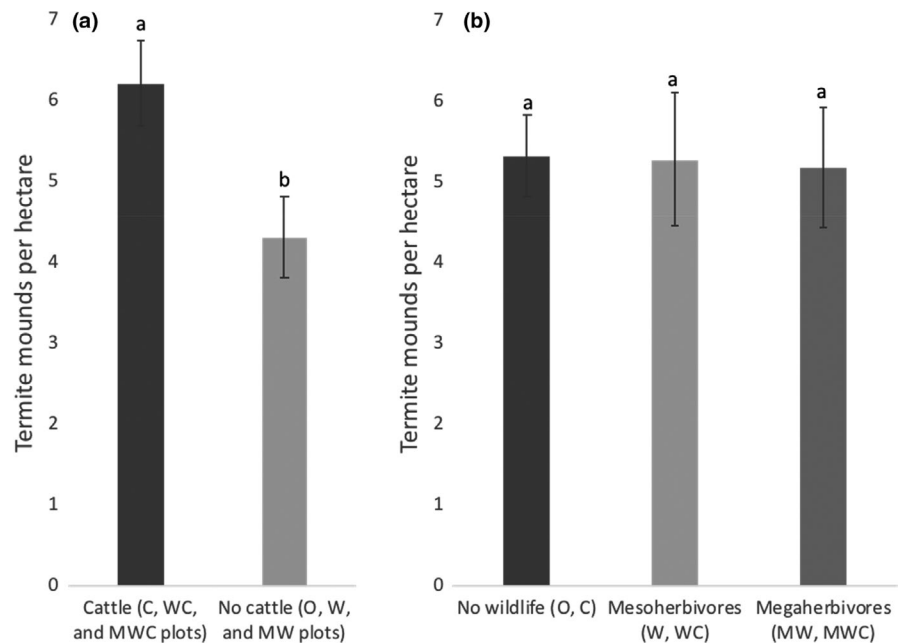 (a)
Termite mounds per hectare
7
6
5
4
3
2
1
0
a
b
Cattle (C, WC,
and MWC plots)
No cattle (O, W,
and MW plots)
(b)
Termite mounds per hectare
7
6
5
4
3
2
1
0
a
a
a
No wildlife (O, C)
Mesoherbivores
(W, WC)
Megaherbivores
(MW, MWC)